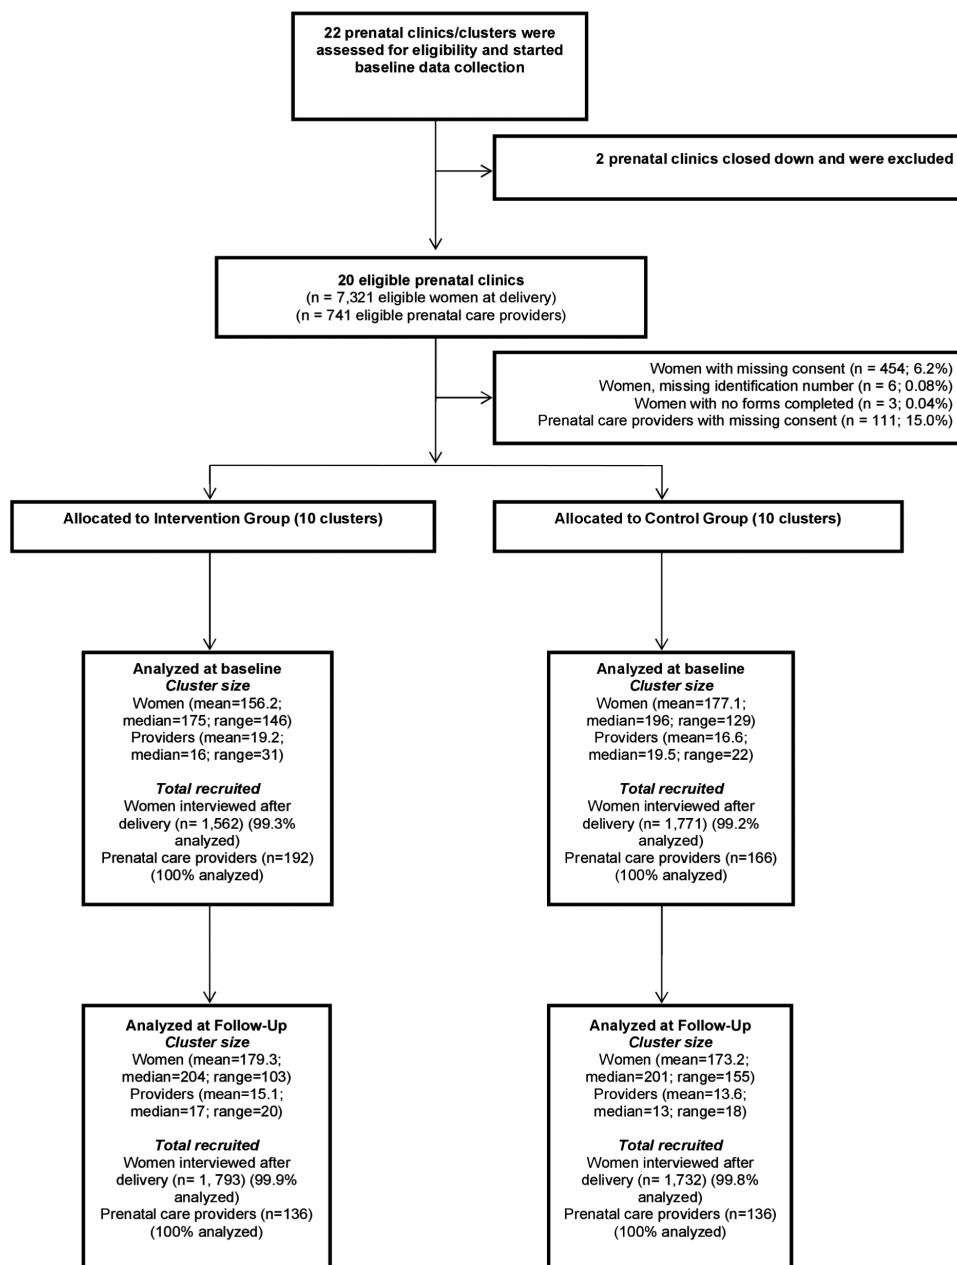 22 prenatal clinics/clusters were
assessed for eligibility and started
baseline data collection
2 prenatal clinics closed down and were excluded
20 eligible prenatal clinics
(n = 7,321 eligible women at delivery)
(n = 741 eligible prenatal care providers)
Women with missing consent (n = 454; 6.2%)
Women, missing identification number (n = 6; 0.08%)
Women with no forms completed (n = 3; 0.04%)
Prenatal care providers with missing consent (n = 111; 15.0%)
Allocated to Intervention Group (10 clusters)
Allocated to Control Group (10 clusters)
Analyzed at baseline
Cluster size
Women (mean=156.2;
median=175; range=146)
Providers (mean=19.2;
median=16; range=31)
Total recruited
Women interviewed after
delivery (n= 1,562) (99.3%
analyzed)
Prenatal care providers (n=192)
(100% analyzed)
Analyzed at baseline
Cluster size
Women (mean=177.1;
median=196; range=129)
Providers (mean=16.6;
median=19.5; range=22)
Total recruited
Women interviewed after
delivery (n= 1,771) (99.2%
analyzed)
Prenatal care providers (n=166)
(100% analyzed)
Analyzed at Follow-Up
Cluster size
Women (mean=179.3;
median=204; range=103)
Providers (mean=15.1;
median=17; range=20)
Total recruited
Women interviewed after
delivery (n= 1, 793) (99.9%
analyzed)
Prenatal care providers (n=136)
(100% analyzed)
Analyzed at Follow-Up
Cluster size
Women (mean=173.2;
median=201; range=155)
Providers (mean=13.6;
median=13; range=18)
Total recruited
Women interviewed after
delivery (n= 1,732) (99.8%
analyzed)
Prenatal care providers (n=136)
(100% analyzed)